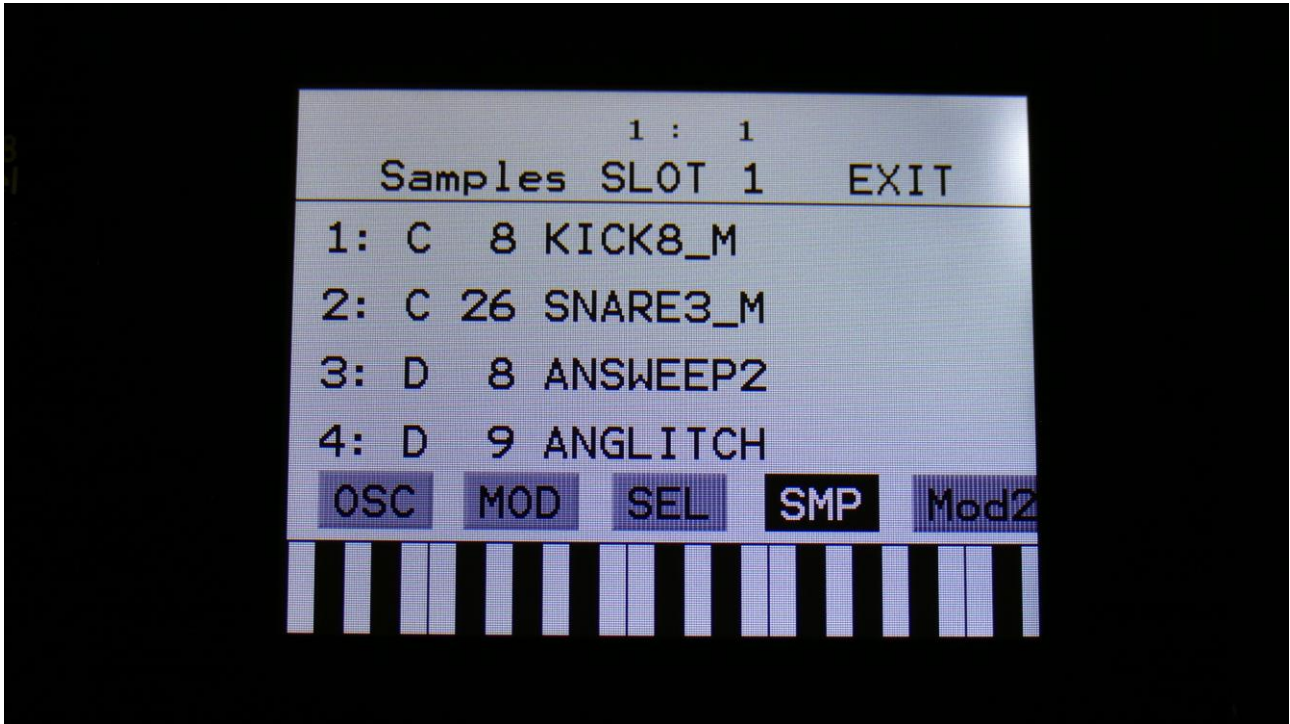 1 : 1
Samples SLOT 1 EXIT
1: C 8 KICK8_M
2: C 26 SNARE3_M
3: D 8 ANSWEEP2
4: D 9 ANGLITCH
OSC MOD SEL SMP Mod2